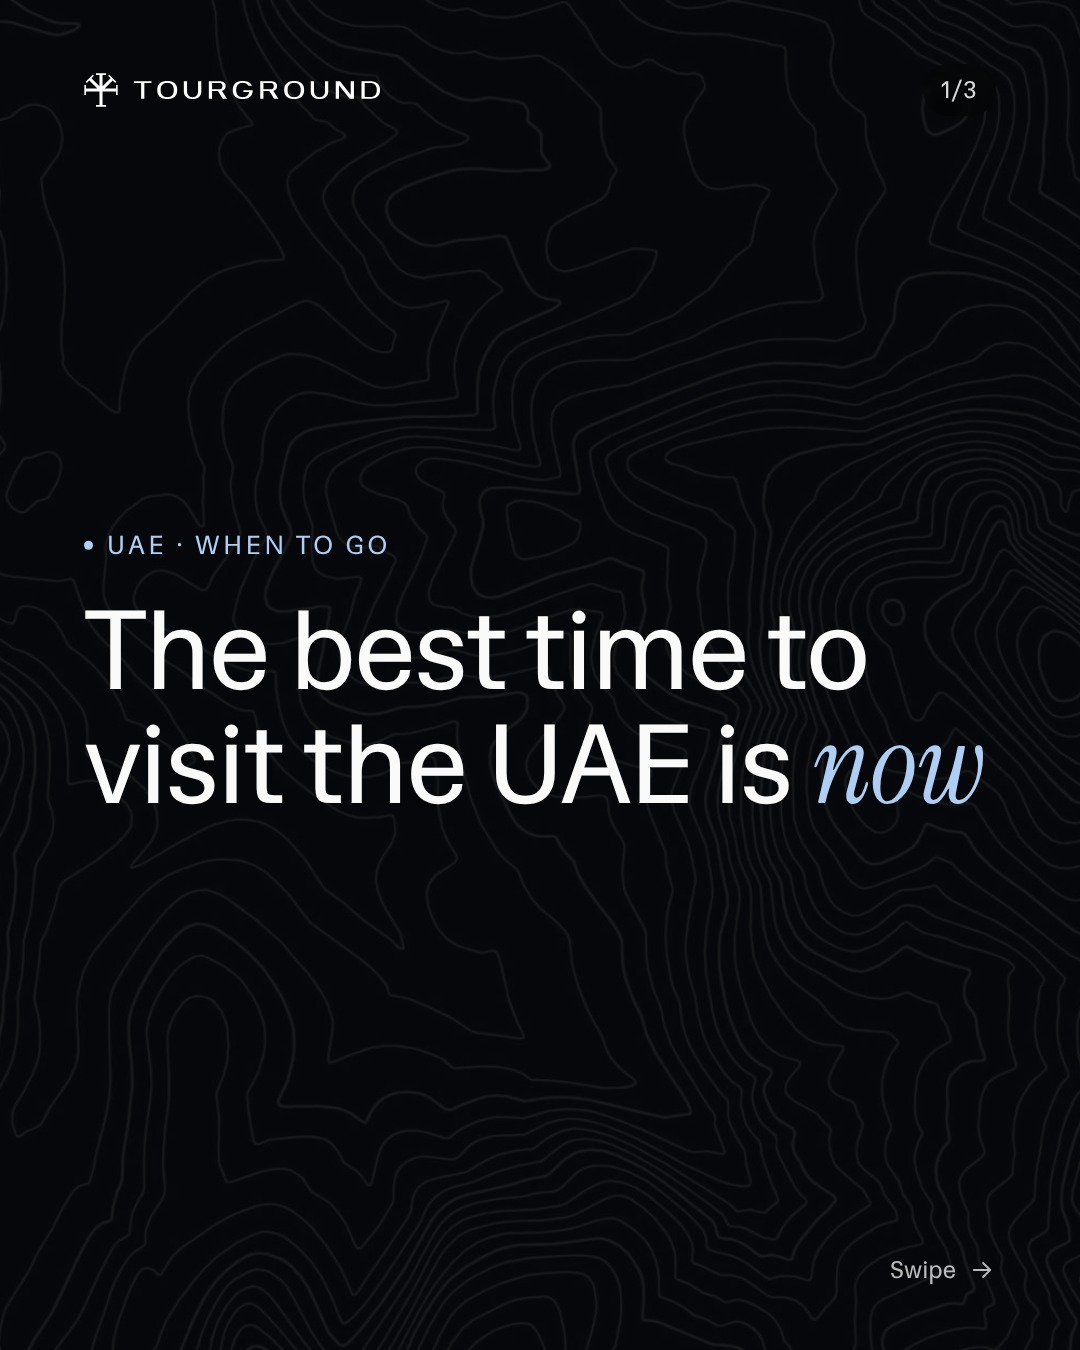 TOURGROUND
1/3
• UAE · WHEN TO GO
The best time to
visit the UAE is now
Swipe →